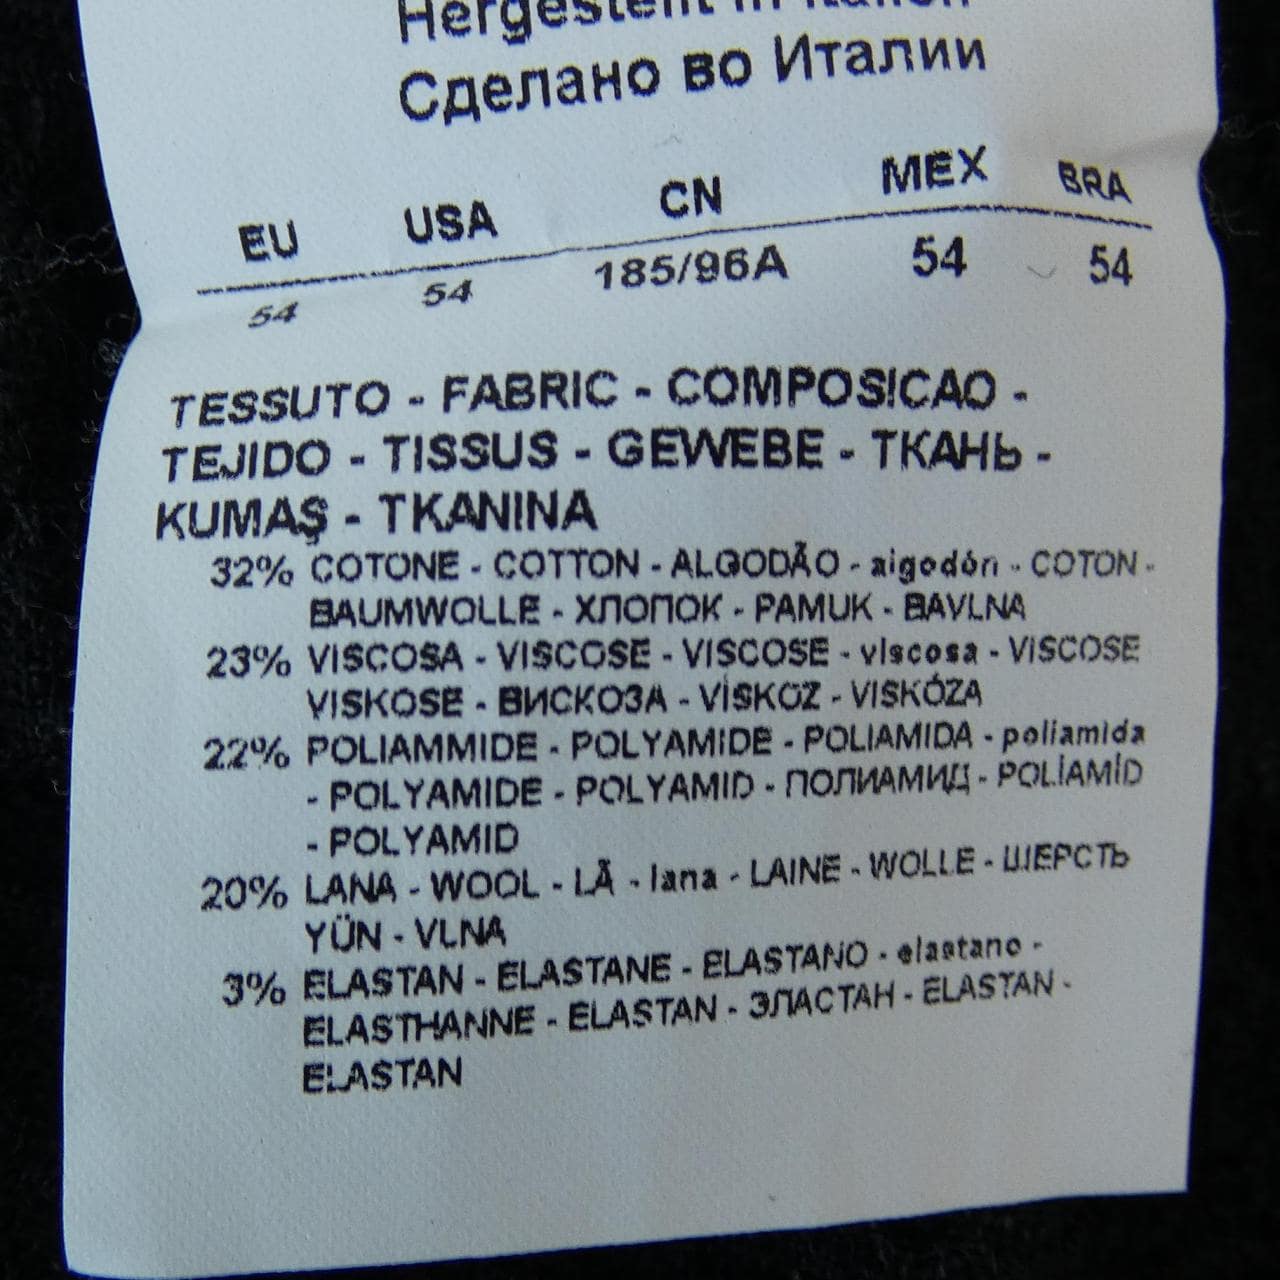 Hergestellt in Italien
Сделано во Италии
EU USA CN MEX BRA
54 54 185/96A 54 54
TESSUTO - FABRIC - COMPOSICAO -
TEJIDO - TISSUS - GEWEBE - ТКАНЬ -
KUMAŞ - TKANINA
32% COTONE - COTTON - ALGODÃO - algodón - COTON -
BAUMWOLLE - ХЛОПОК - PAMUK - BAVLNA
23% VISCOSA - VISCOSE - VISCOSE - viscosa - VISCOSE
VISKOSE - ВИСКОЗА - VİSKOZ - VISKÓZA
22% POLIAMMIDE - POLYAMIDE - POLIAMIDA - poliamida
- POLYAMIDE - POLYAMID - ПОЛИАМИД - POLİAMİD
- POLYAMID
20% LANA - WOOL - LÃ - lana - LAINE - WOLLE - ШЕРСТЬ
YÜN - VLNA
3% ELASTAN - ELASTANE - ELASTANO - elastano -
ELASTHANNE - ELASTAN - ЭЛАСТАН - ELASTAN -
ELASTAN